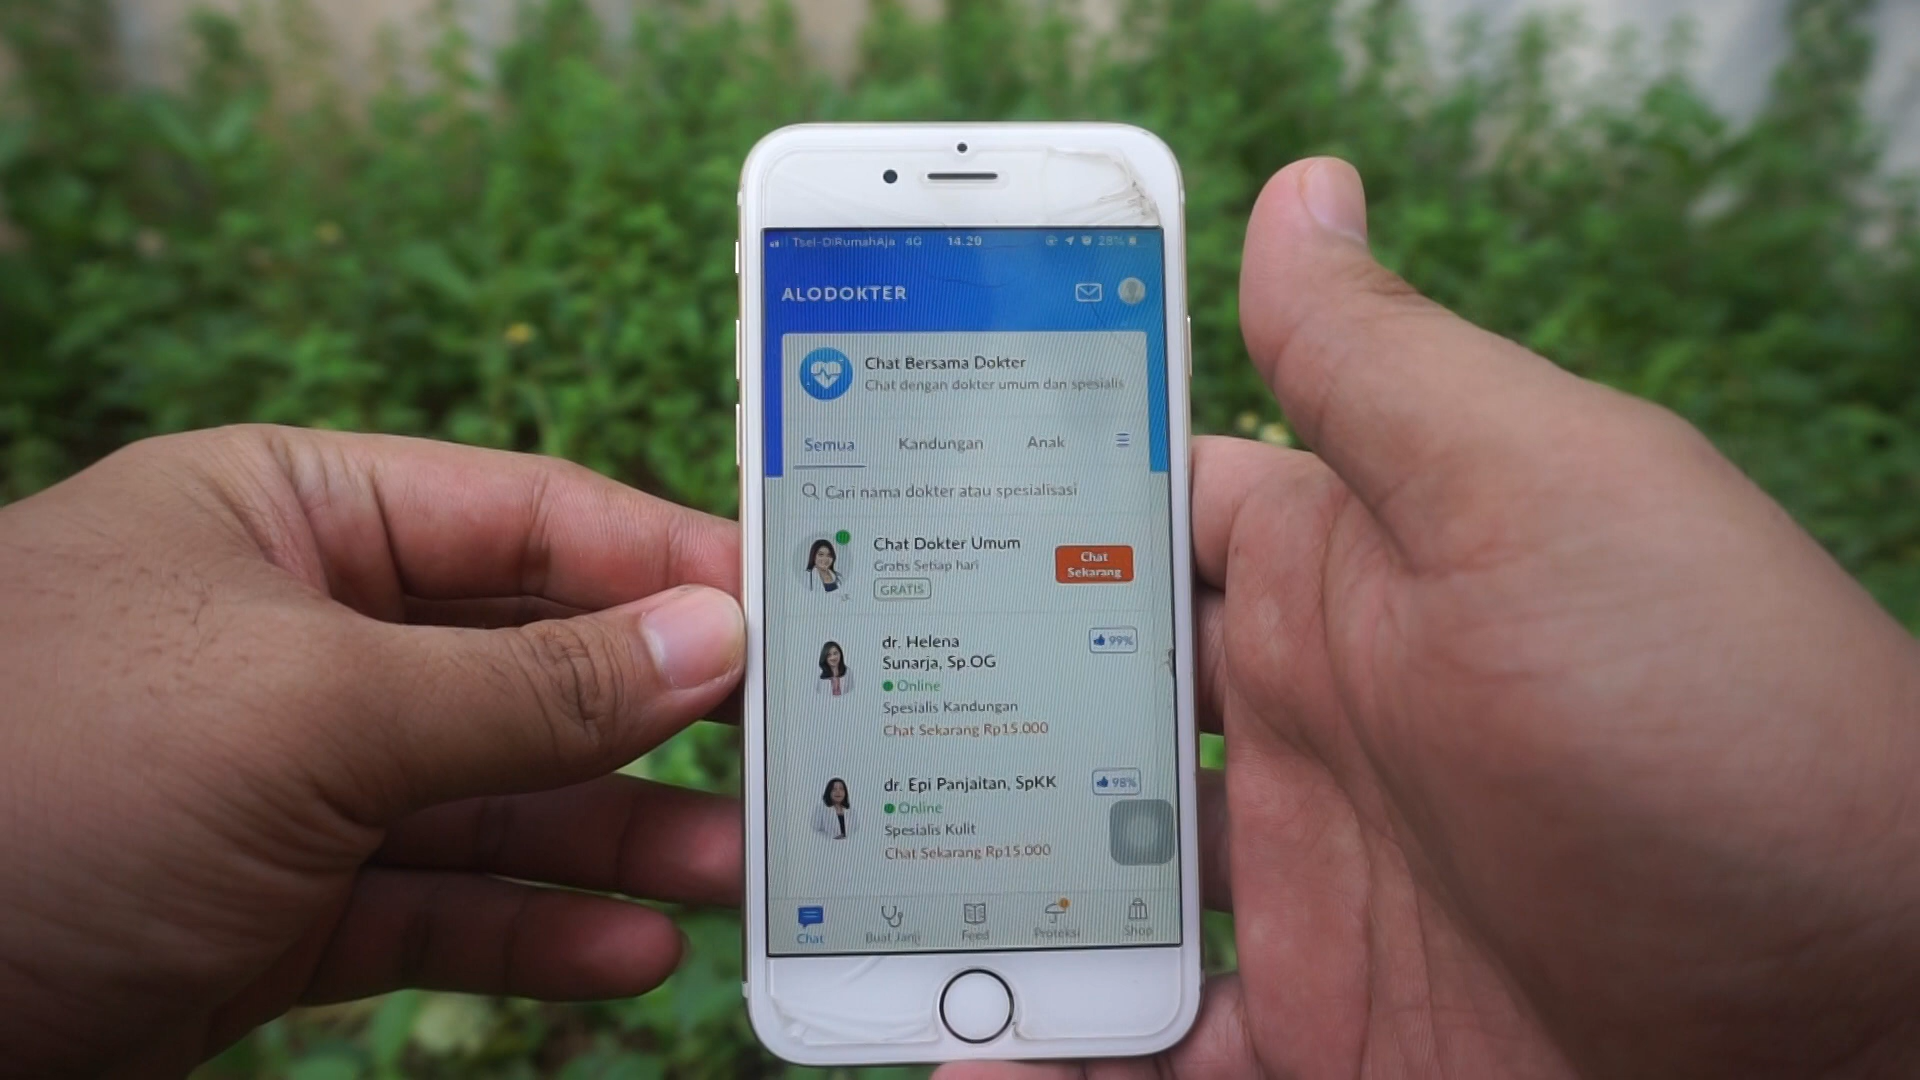 Tsel-DiRumahAja 4G 14.20 28%
ALODOKTER
Chat Bersama Dokter
Chat dengan dokter umum dan spesialis
Semua Kandungan Anak
Cari nama dokter atau spesialisasi
Chat Dokter Umum
Gratis Setiap hari
GRATIS
Chat
Sekarang
dr. Helena
Sunarja, Sp.OG
99%
Online
Spesialis Kandungan
Chat Sekarang Rp15.000
dr. Epi Panjaitan, SpKK
98%
Online
Spesialis Kulit
Chat Sekarang Rp15.000
Chat Buat Janji Feed Proteksi Shop